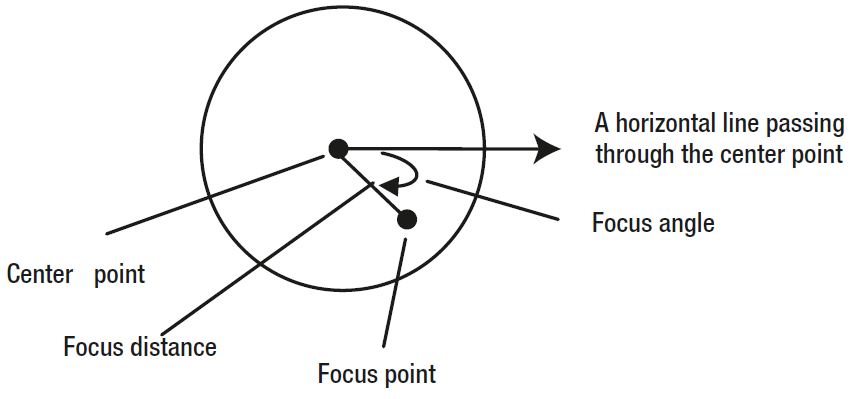 A horizontal line passing
through the center point
Focus angle
Center point
Focus distance
Focus point